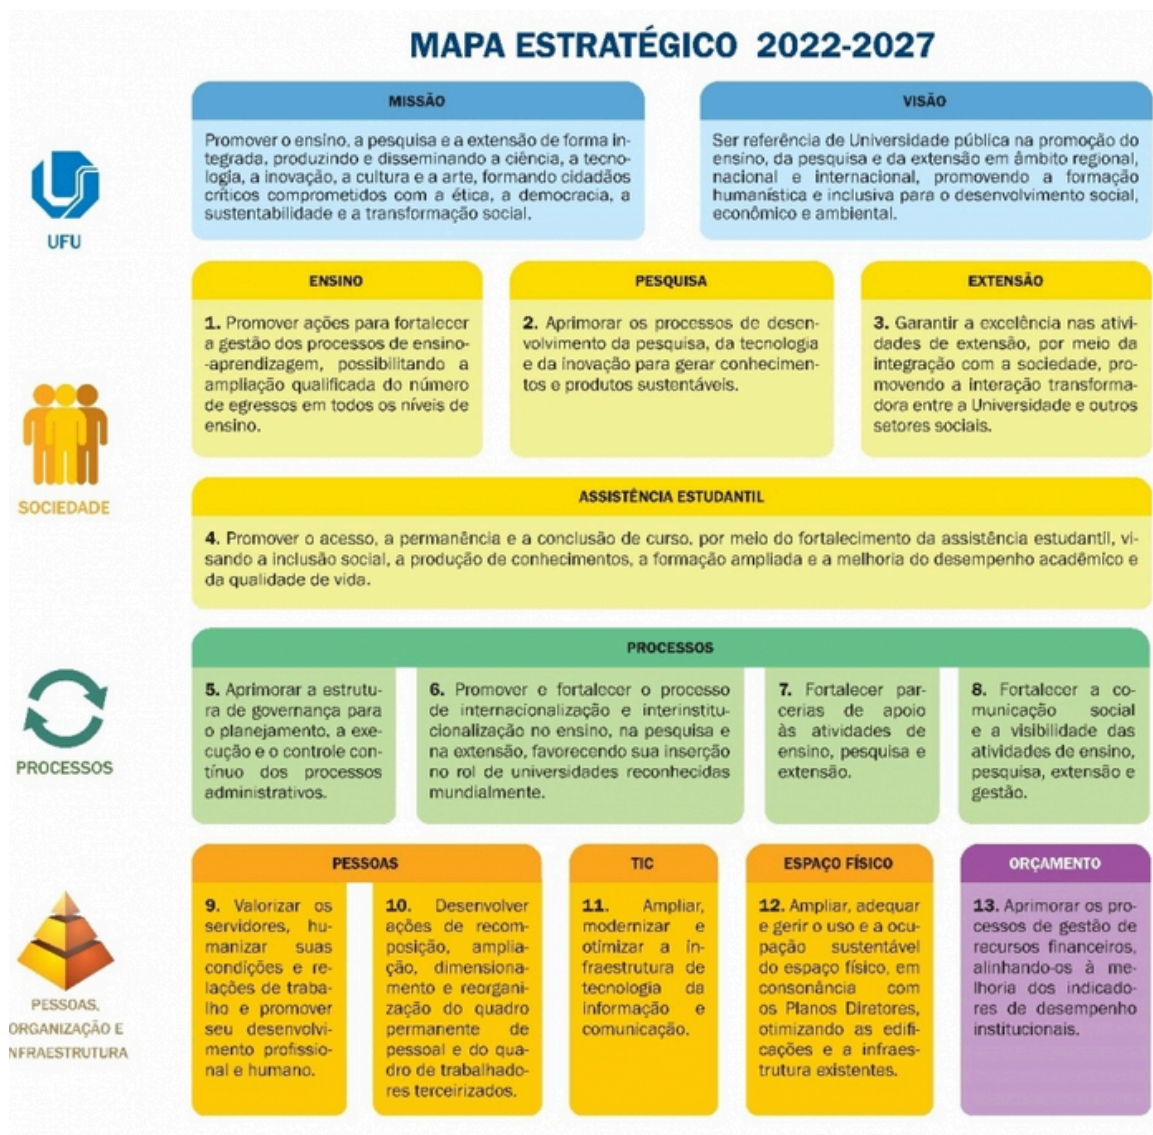 MAPA ESTRATÉGICO 2022-2027
MISSÃO
Promover o ensino, a pesquisa e a extensão de forma in-
tegrada, produzindo e disseminando a ciência, a tecno-
logia, a inovação, a cultura e a arte, formando cidadãos
críticos comprometidos com a ética, a democracia, a
sustentabilidade e a transformação social.
VISÃO
Ser referência de Universidade pública na promoção do
ensino, da pesquisa e da extensão em âmbito regional,
nacional e internacional, promovendo a formação
humanística e inclusiva para o desenvolvimento social,
econômico e ambiental.
UFU
ENSINO
1. Promover ações para fortalecer
a gestão dos processos de ensino-
-aprendizagem, possibilitando a
ampliação qualificada do número
de egressos em todos os níveis de
ensino.
PESQUISA
2. Aprimorar os processos de desen-
volvimento da pesquisa, da tecnologia
e da inovação para gerar conhecimen-
tos e produtos sustentáveis.
EXTENSÃO
3. Garantir a excelência nas ativi-
dades de extensão, por meio da
integração com a sociedade, pro-
movendo a interação transforma-
dora entre a Universidade e outros
setores sociais.
SOCIEDADE
ASSISTÊNCIA ESTUDANTIL
4. Promover o acesso, a permanência e a conclusão de curso, por meio do fortalecimento da assistência estudantil, vi-
sando a inclusão social, a produção de conhecimentos, a formação ampliada e a melhoria do desempenho acadêmico e
da qualidade de vida.
PROCESSOS
PROCESSOS
5. Aprimorar a estrutu-
ra de governança para
o planejamento, a exe-
cução e o controle con-
tínuo dos processos
administrativos.
6. Promover e fortalecer o processo
de internacionalização e interinstitu-
cionalização no ensino, na pesquisa e
na extensão, favorecendo sua inserção
no rol de universidades reconhecidas
mundialmente.
7. Fortalecer par-
cerias de apoio
às atividades de
ensino, pesquisa e
extensão.
8. Fortalecer a co-
municação social
e a visibilidade das
atividades de ensino,
pesquisa, extensão e
gestão.
PESSOAS,
ORGANIZAÇÃO E
NFRAESTRUTURA
PESSOAS
9. Valorizar os
servidores, hu-
manizar suas
condições e re-
lações de traba-
lho e promover
seu desenvolvi-
mento profissio-
nal e humano.
10. Desenvolver
ações de recom-
posição, amplia-
ção, dimensiona-
mento e reorgani-
zação do quadro
permanente de
pessoal e do qua-
dro de trabalhado-
res terceirizados.
TIC
11. Ampliar,
modernizar e
otimizar a in-
fraestrutura de
tecnologia da
informação e
comunicação.
ESPAÇO FÍSICO
12. Ampliar, adequar
e gerir o uso e a ocu-
pação sustentável
do espaço físico, em
consonância com
os Planos Diretores,
otimizando as edifi-
cações e a infraes-
trutura existentes.
ORÇAMENTO
13. Aprimorar os pro-
cessos de gestão de
recursos financeiros,
alinhando-os à me-
lhoria dos indicado-
res de desempenho
institucionais.